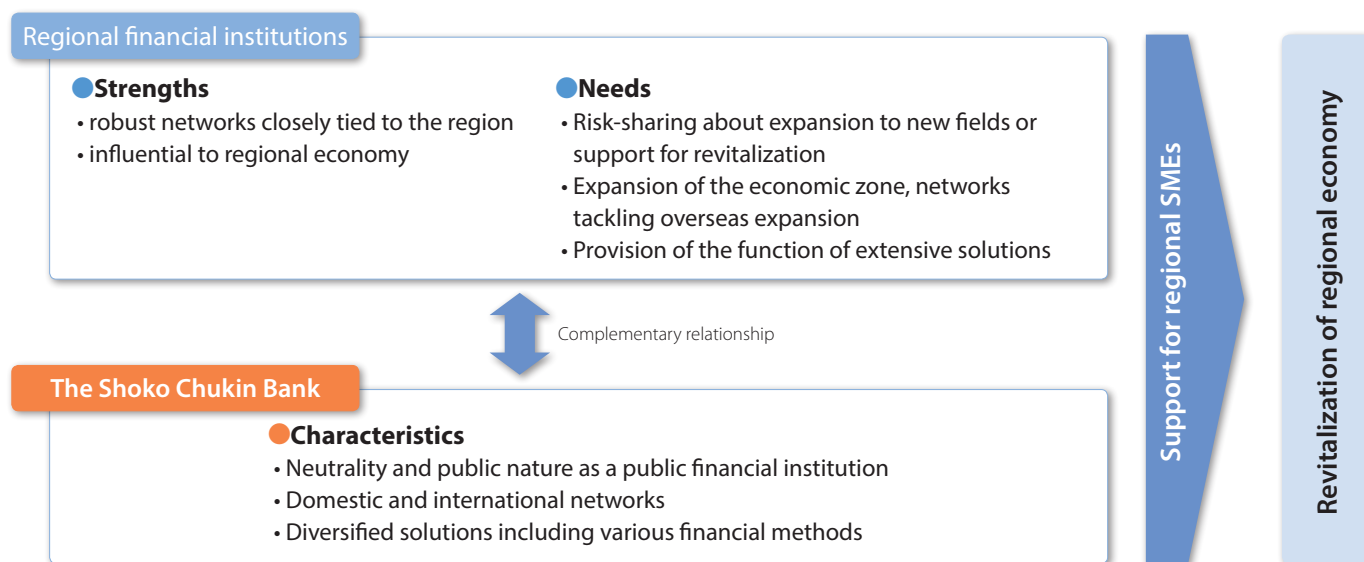 Regional financial institutions
●Strengths
• robust networks closely tied to the region
• influential to regional economy
●Needs
• Risk-sharing about expansion to new fields or
support for revitalization
• Expansion of the economic zone, networks
tackling overseas expansion
• Provision of the function of extensive solutions
Complementary relationship
The Shoko Chukin Bank
●Characteristics
• Neutrality and public nature as a public financial institution
• Domestic and international networks
• Diversified solutions including various financial methods
Support for regional SMEs
Revitalization of regional economy